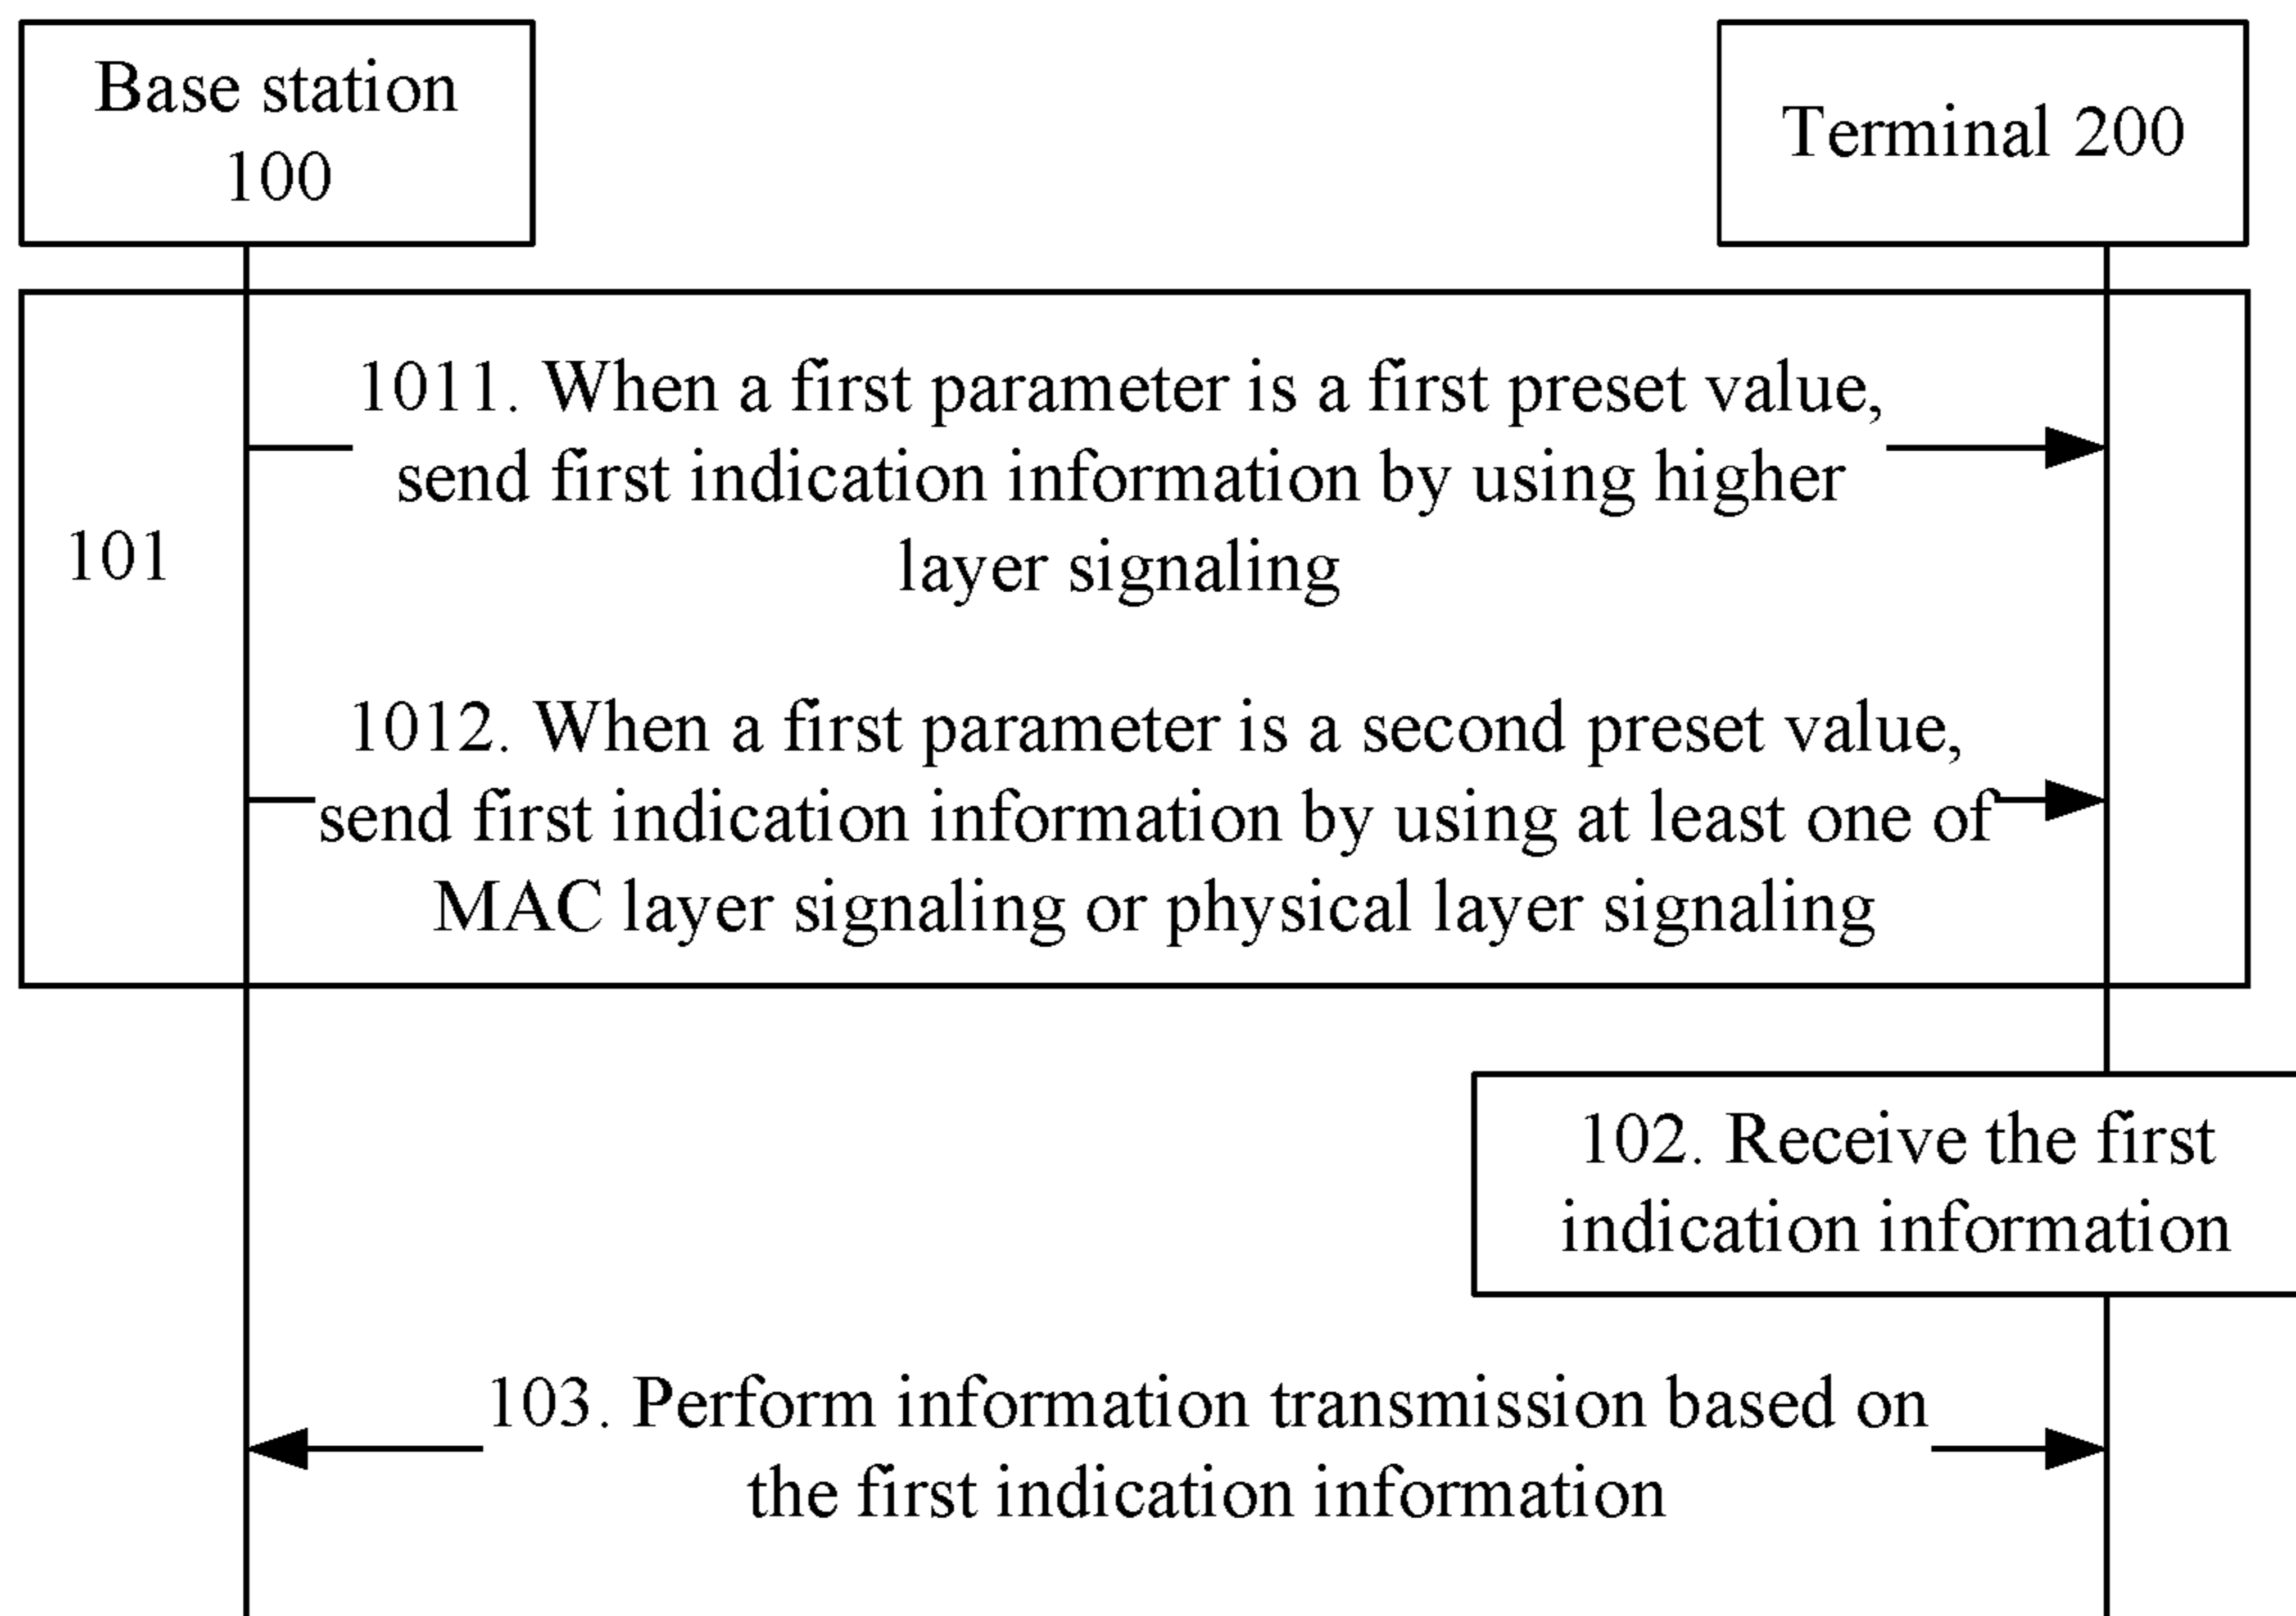 Base station
100
Terminal 200
1011. When a first parameter is a first preset value,
send first indication information by using higher
layer signaling
101
1012. When a first parameter is a second preset value,
send first indication information by using at least one of
MAC layer signaling or physical layer signaling
102. Receive the first
indication information
103. Perform information transmission based on
the first indication information